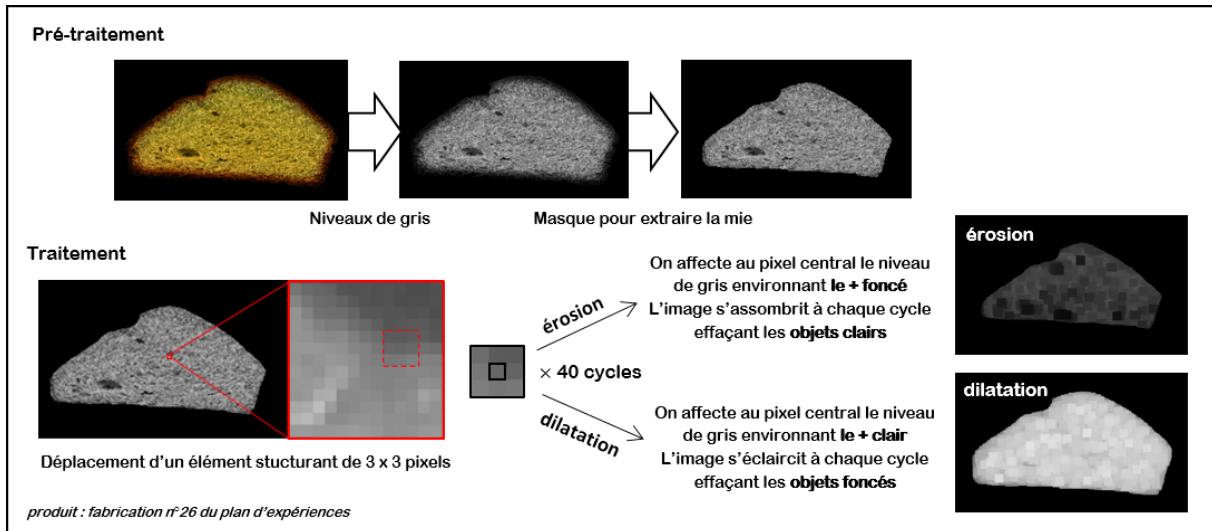 Pré-traitement
Niveaux de gris
Masque pour extraire la mie
Traitement
érosion
× 40 cycles
dilatation
On affecte au pixel central le niveau
de gris environnant le + foncé
L'image s'assombrit à chaque cycle
effaçant les objets clairs
On affecte au pixel central le niveau
de gris environnant le + clair
L'image s'éclaircit à chaque cycle
effaçant les objets foncés
érosion
dilatation
Déplacement d'un élément stucturant de 3 x 3 pixels
produit : fabrication n°26 du plan d'expériences